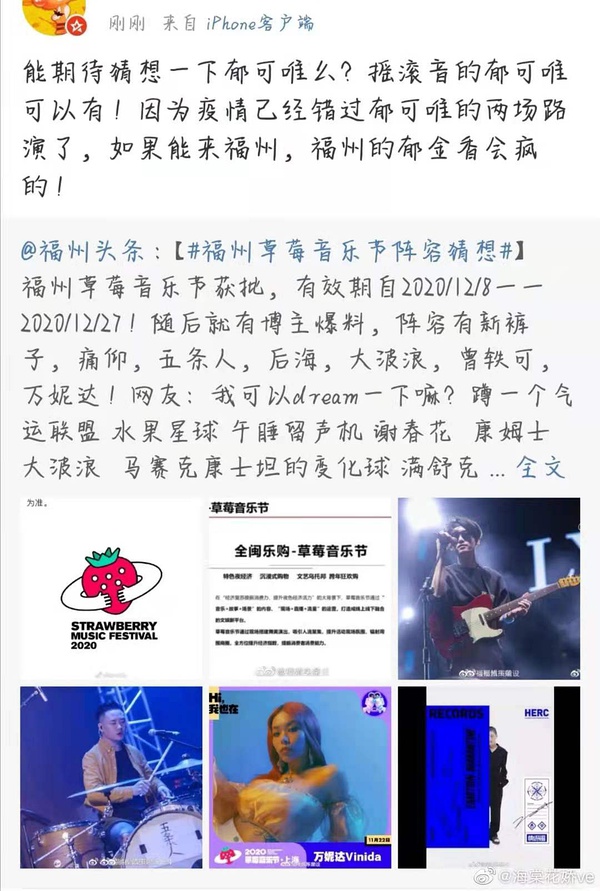 刚刚 来自 iPhone客户端
能期待猜想一下郁可唯么?摇滚音的郁可唯
可以有!因为疫情已经错过郁可唯的两场路
演了,如果能来福州,福州的郁金香会疯
的!
@福州头条:【#福州草莓音乐节阵容猜想#】
福州草莓音乐节获批,有效期自2020/12/8——
2020/12/27!随后就有博主爆料,阵容有新裤
子,痛仰,五条人,后海,大波浪,曾轶可,
万妮达!网友:我可以dream一下嘛?蹲一个气
运联盟 水果星球 午睡留声机 谢春花 康姆士
大波浪 马赛克康士坦的变化球 满舒克 ... 全文
为准。
STRAWBERRY
MUSIC FESTIVAL
2020
·草莓音乐节
全闽乐购-草莓音乐节
特色夜经济 沉浸式购物 文艺乌托邦 跨年狂欢购
LY
Hi,
我也在
11月22日
2020
草莓音乐节·上海
万妮达Vinida
RECORDS
HERC
@海棠花娇ve